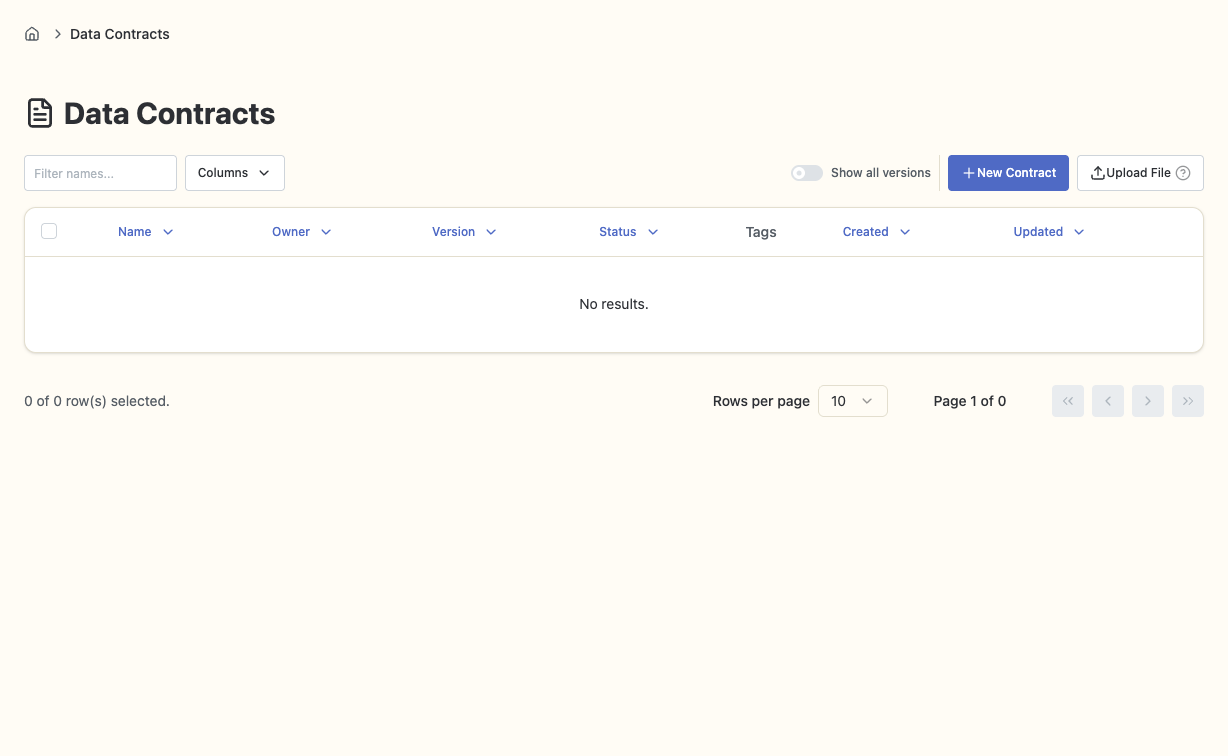 Data Contracts
Data Contracts
Filter names...
Columns
Show all versions
New Contract
Upload File
Name
Owner
Version
Status
Tags
Created
Updated
No results.
0 of 0 row(s) selected.
Rows per page
10
Page 1 of 0